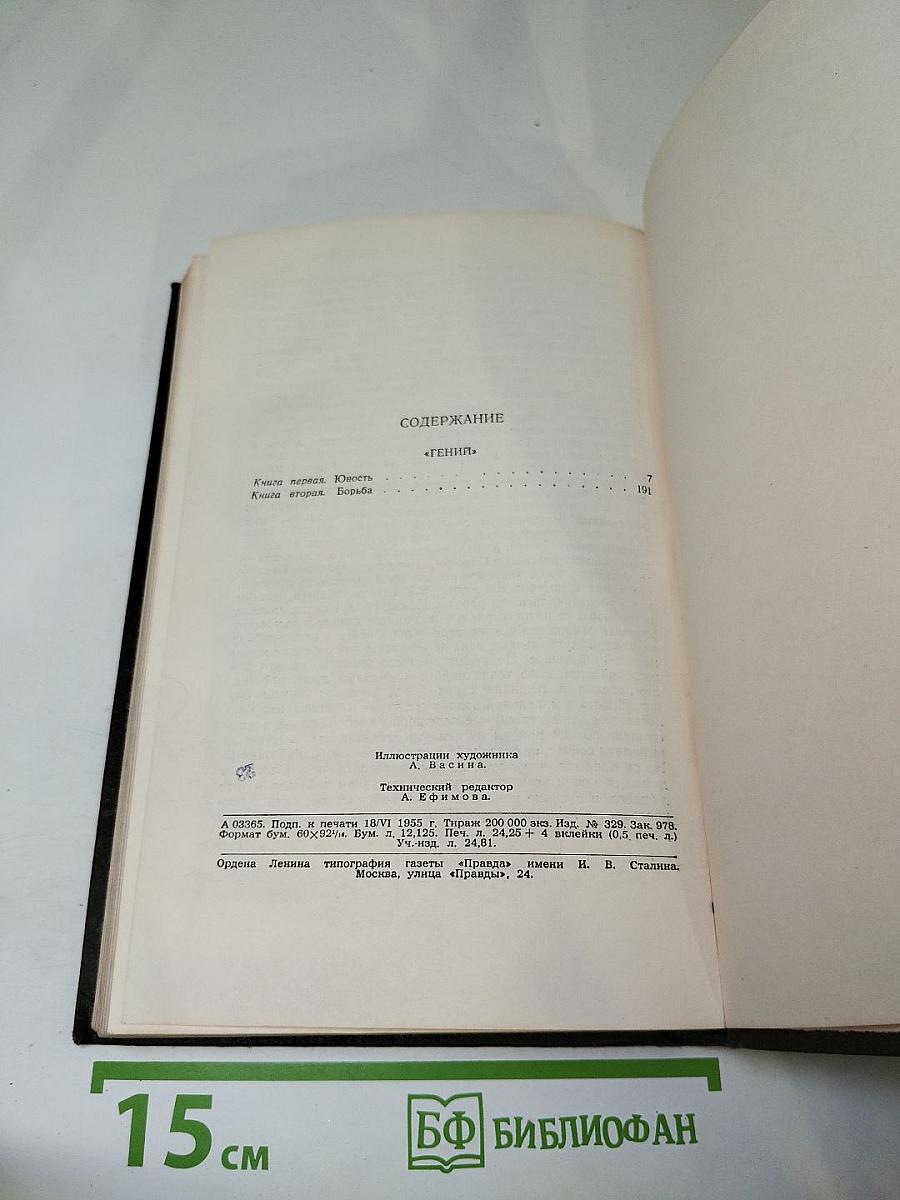 СОДЕРЖАНИЕ
«ГЕНИЙ»
Книга первая. Юность . . . . . . . . . . . . . . 7
Книга вторая. Борьба . . . . . . . . . . . . . . 191
Иллюстрации художника
А. Васина.
Технический редактор
А. Ефимова.
А 03365. Подп. к печати 18/VI 1955 г. Тираж 200 000 экз. Изд. № 329. Зак. 978.
Формат бум. 60×92¹/₁₆. Бум. л. 12,125. Печ. л. 24,25 + 4 вклейки (0,5 печ. л.)
Уч.-изд. л. 24,81.
Ордена Ленина типография газеты «Правда» имени И. В. Сталина.
Москва, улица «Правды», 24.
15 см
БФ БИБЛИОФАН